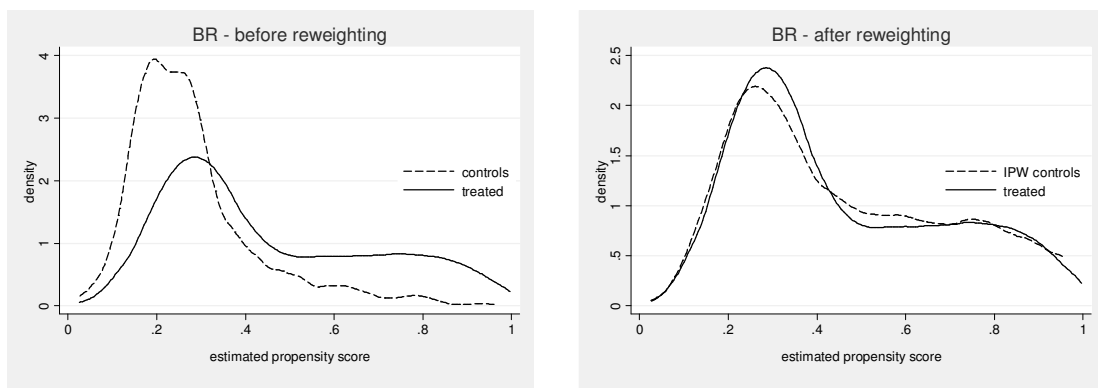 BR - before reweighting
4
3
2
1
0
density
controls
treated
0 .2 .4 .6 .8 1
estimated propensity score
BR - after reweighting
2.5
2
1.5
1
.5
0
density
IPW controls
treated
0 .2 .4 .6 .8 1
estimated propensity score